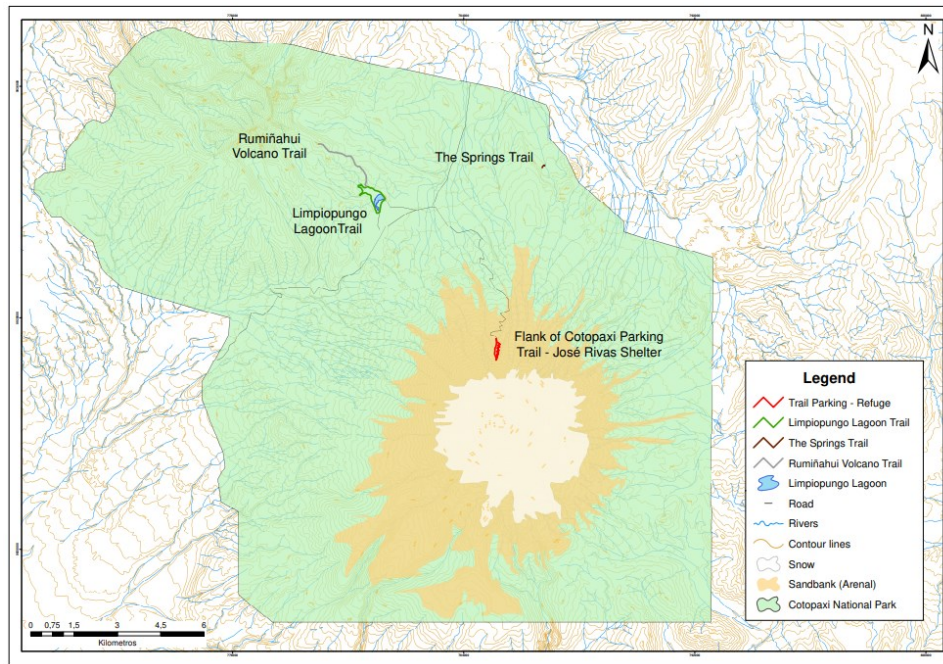 N
Rumiñahui
Volcano Trail
The Springs Trail
Limpiopungo
LagoonTrail
Flank of Cotopaxi Parking
Trail - José Rivas Shelter
Legend
Trail Parking - Refuge
Limpiopungo Lagoon Trail
The Springs Trail
Rumiñahui Volcano Trail
Limpiopungo Lagoon
Road
Rivers
Contour lines
Snow
Sandbank (Arenal)
Cotopaxi National Park
0 0,75 1,5 3 4,5 6
Kilometros